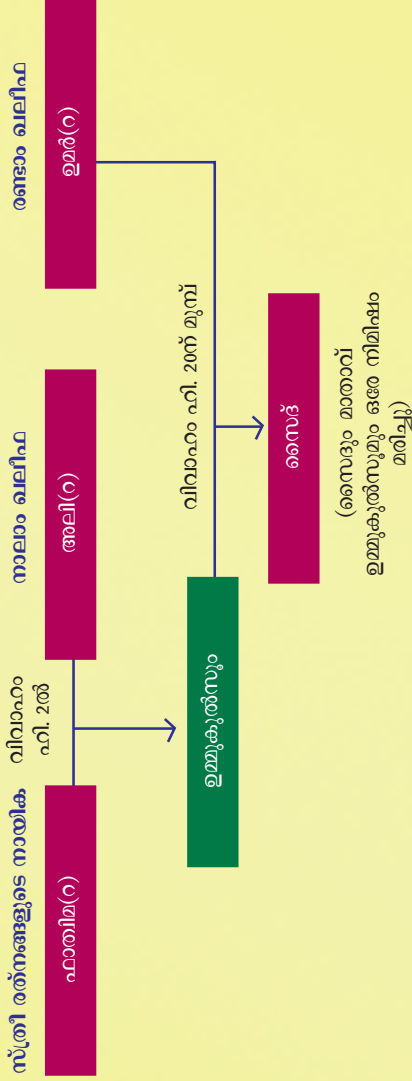 സ്ത്രീ രത്നങ്ങളുടെ നായിക
ഫാത്വിമ(റ)
വിവാഹം
ഹി. 2ൽ
നാലാം ഖലീഫ
അലി(റ)
രണ്ടാം ഖലീഫ
ഉമർ(റ)
ഉമ്മുകുൽസും
വിവാഹം ഹി. 20ന് മുമ്പ്
സൈദ്
(സൈദും മാതാവ്
ഉമ്മുകുൽസുമും ഒരേ നിമിഷം
മരിച്ചു)